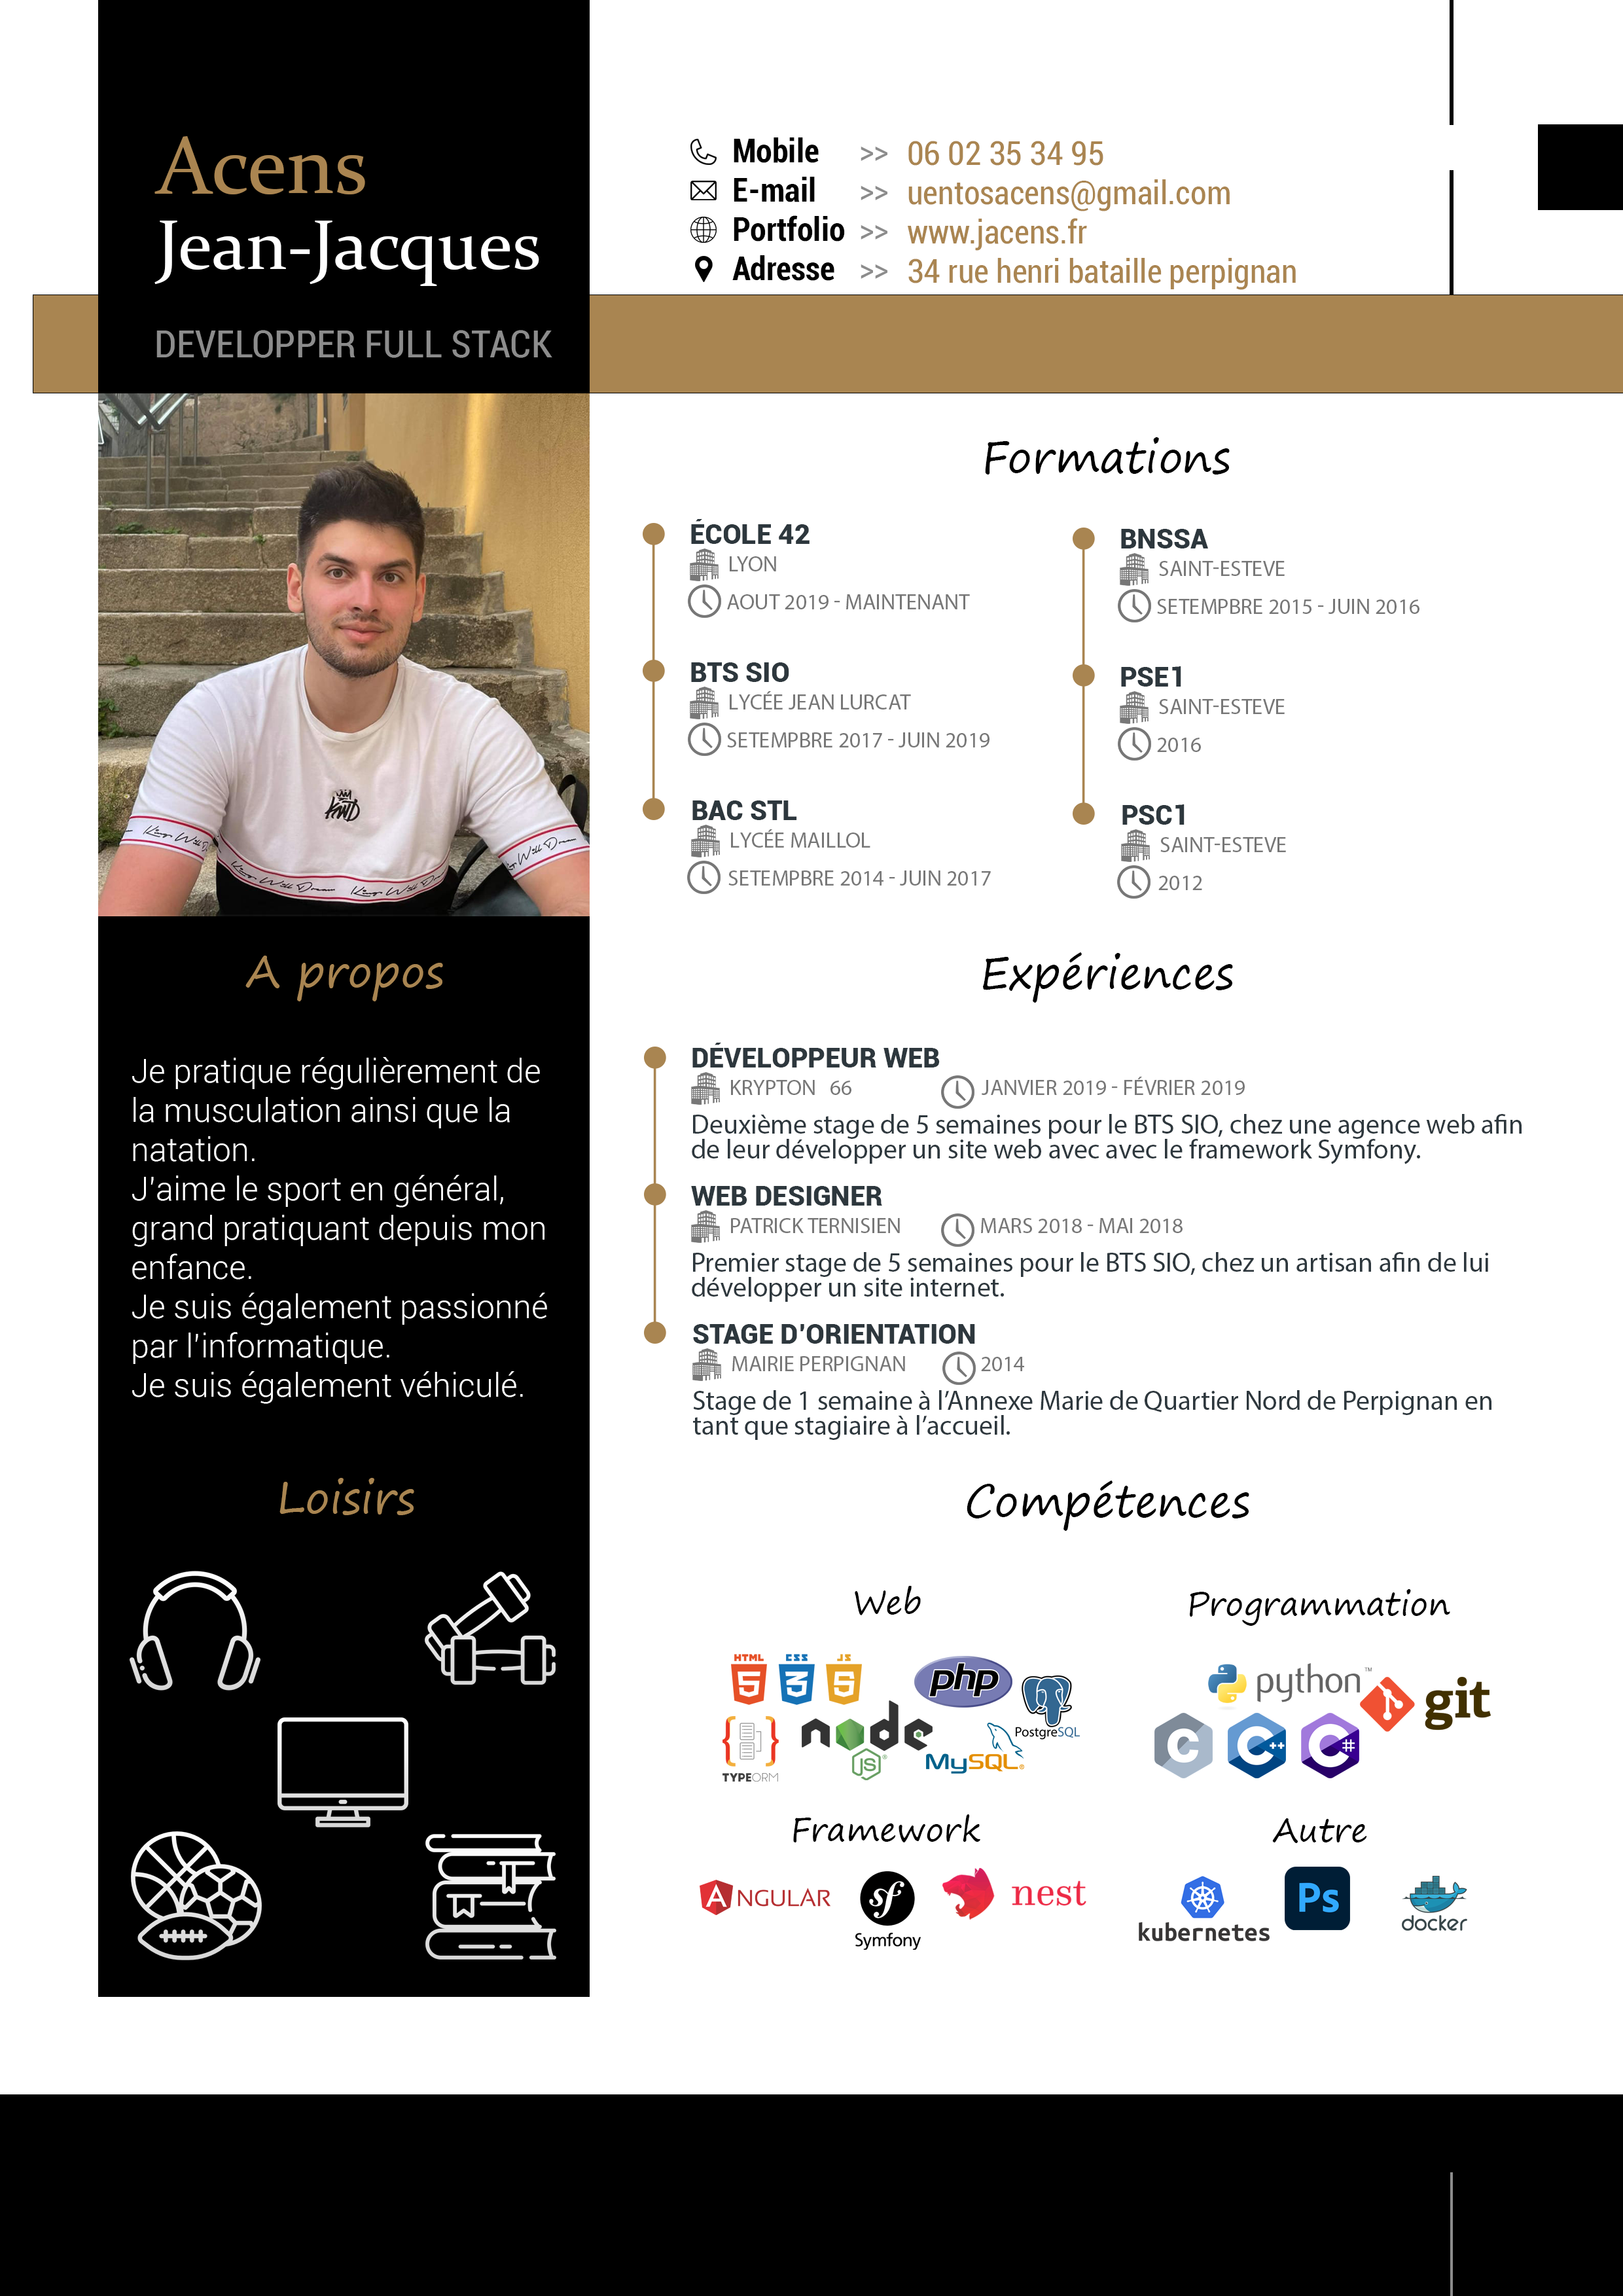 Acens
Jean-Jacques
DEVELOPPER FULL STACK
Mobile >> 06 02 35 34 95
E-mail >> uentosacens@gmail.com
Portfolio >> www.jacens.fr
Adresse >> 34 rue henri bataille perpignan
A propos
Je pratique régulièrement de
la musculation ainsi que la
natation.
J'aime le sport en général,
grand pratiquant depuis mon
enfance.
Je suis également passionné
par l'informatique.
Je suis également véhiculé.
Loisirs
Formations
ÉCOLE 42
LYON
AOUT 2019 - MAINTENANT
BTS SIO
LYCÉE JEAN LURCAT
SETEMPBRE 2017 - JUIN 2019
BAC STL
LYCÉE MAILLOL
SETEMPBRE 2014 - JUIN 2017
BNSSA
SAINT-ESTEVE
SETEMPBRE 2015 - JUIN 2016
PSE1
SAINT-ESTEVE
2016
PSC1
SAINT-ESTEVE
2012
Expériences
DÉVELOPPEUR WEB
KRYPTON 66 JANVIER 2019 - FÉVRIER 2019
Deuxième stage de 5 semaines pour le BTS SIO, chez une agence web afin
de leur développer un site web avec avec le framework Symfony.
WEB DESIGNER
PATRICK TERNISIEN MARS 2018 - MAI 2018
Premier stage de 5 semaines pour le BTS SIO, chez un artisan afin de lui
développer un site internet.
STAGE D'ORIENTATION
MAIRIE PERPIGNAN 2014
Stage de 1 semaine à l'Annexe Marie de Quartier Nord de Perpignan en
tant que stagiaire à l'accueil.
Compétences
Web
HTML CSS JS
5 3 5
php
PostgreSQL
TYPEORM
node
JS
MySQL
Programmation
python™
git
C C++ C#
Framework
ANGULAR
sf
Symfony
nest
Autre
kubernetes
Ps
docker